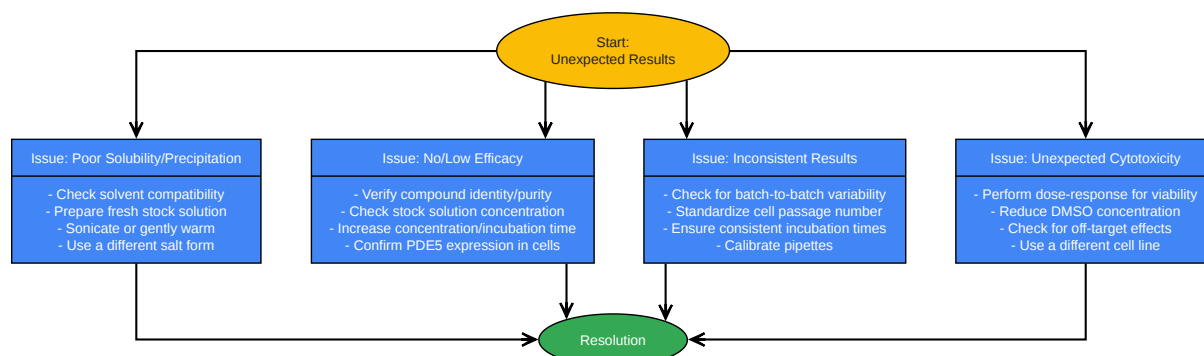 Start:
Unexpected Results
Issue: Poor Solubility/Precipitation
- Check solvent compatibility
- Prepare fresh stock solution
- Sonicate or gently warm
- Use a different salt form
Issue: No/Low Efficacy
- Verify compound identity/purity
- Check stock solution concentration
- Increase concentration/incubation time
- Confirm PDE5 expression in cells
Issue: Inconsistent Results
- Check for batch-to-batch variability
- Standardize cell passage number
- Ensure consistent incubation times
- Calibrate pipettes
Issue: Unexpected Cytotoxicity
- Perform dose-response for viability
- Reduce DMSO concentration
- Check for off-target effects
- Use a different cell line
Resolution